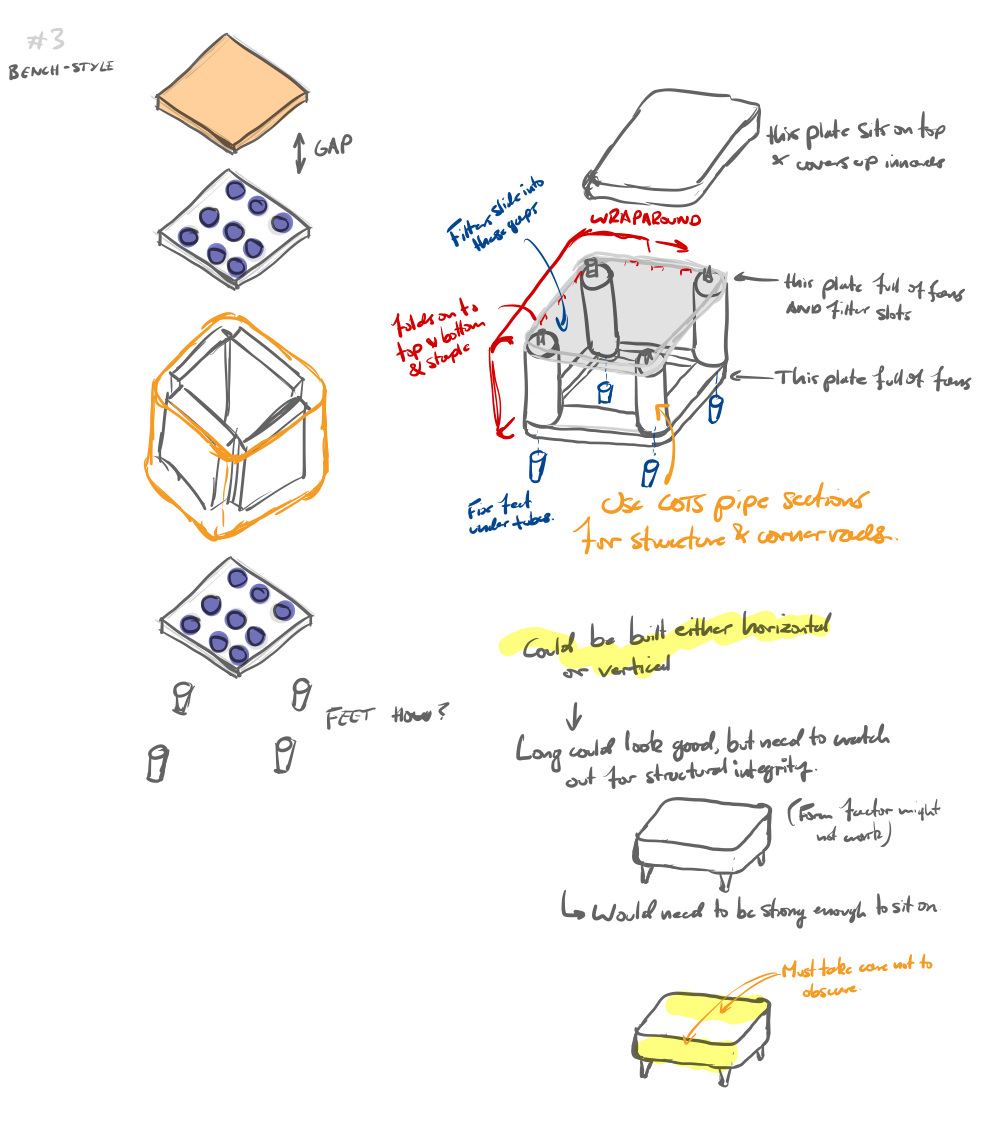 #3
BENCH-STYLE
GAP
this plate sits on top
& covers up innards
Filters slide into
these gaps
WRAPAROUND
folds on to
top & bottom
& staple
this plate full of fans
AND filter slots
This plate full of fans
Fix feet
under tubes.
Use COTS pipe sections
for structure & corner rads.
Could be built either horizontal
or vertical
FEET HOW?
Long could look good, but need to watch
out for structural integrity.
(Form factor might
not work)
Would need to be strong enough to sit on
Must take care not to
obscure.